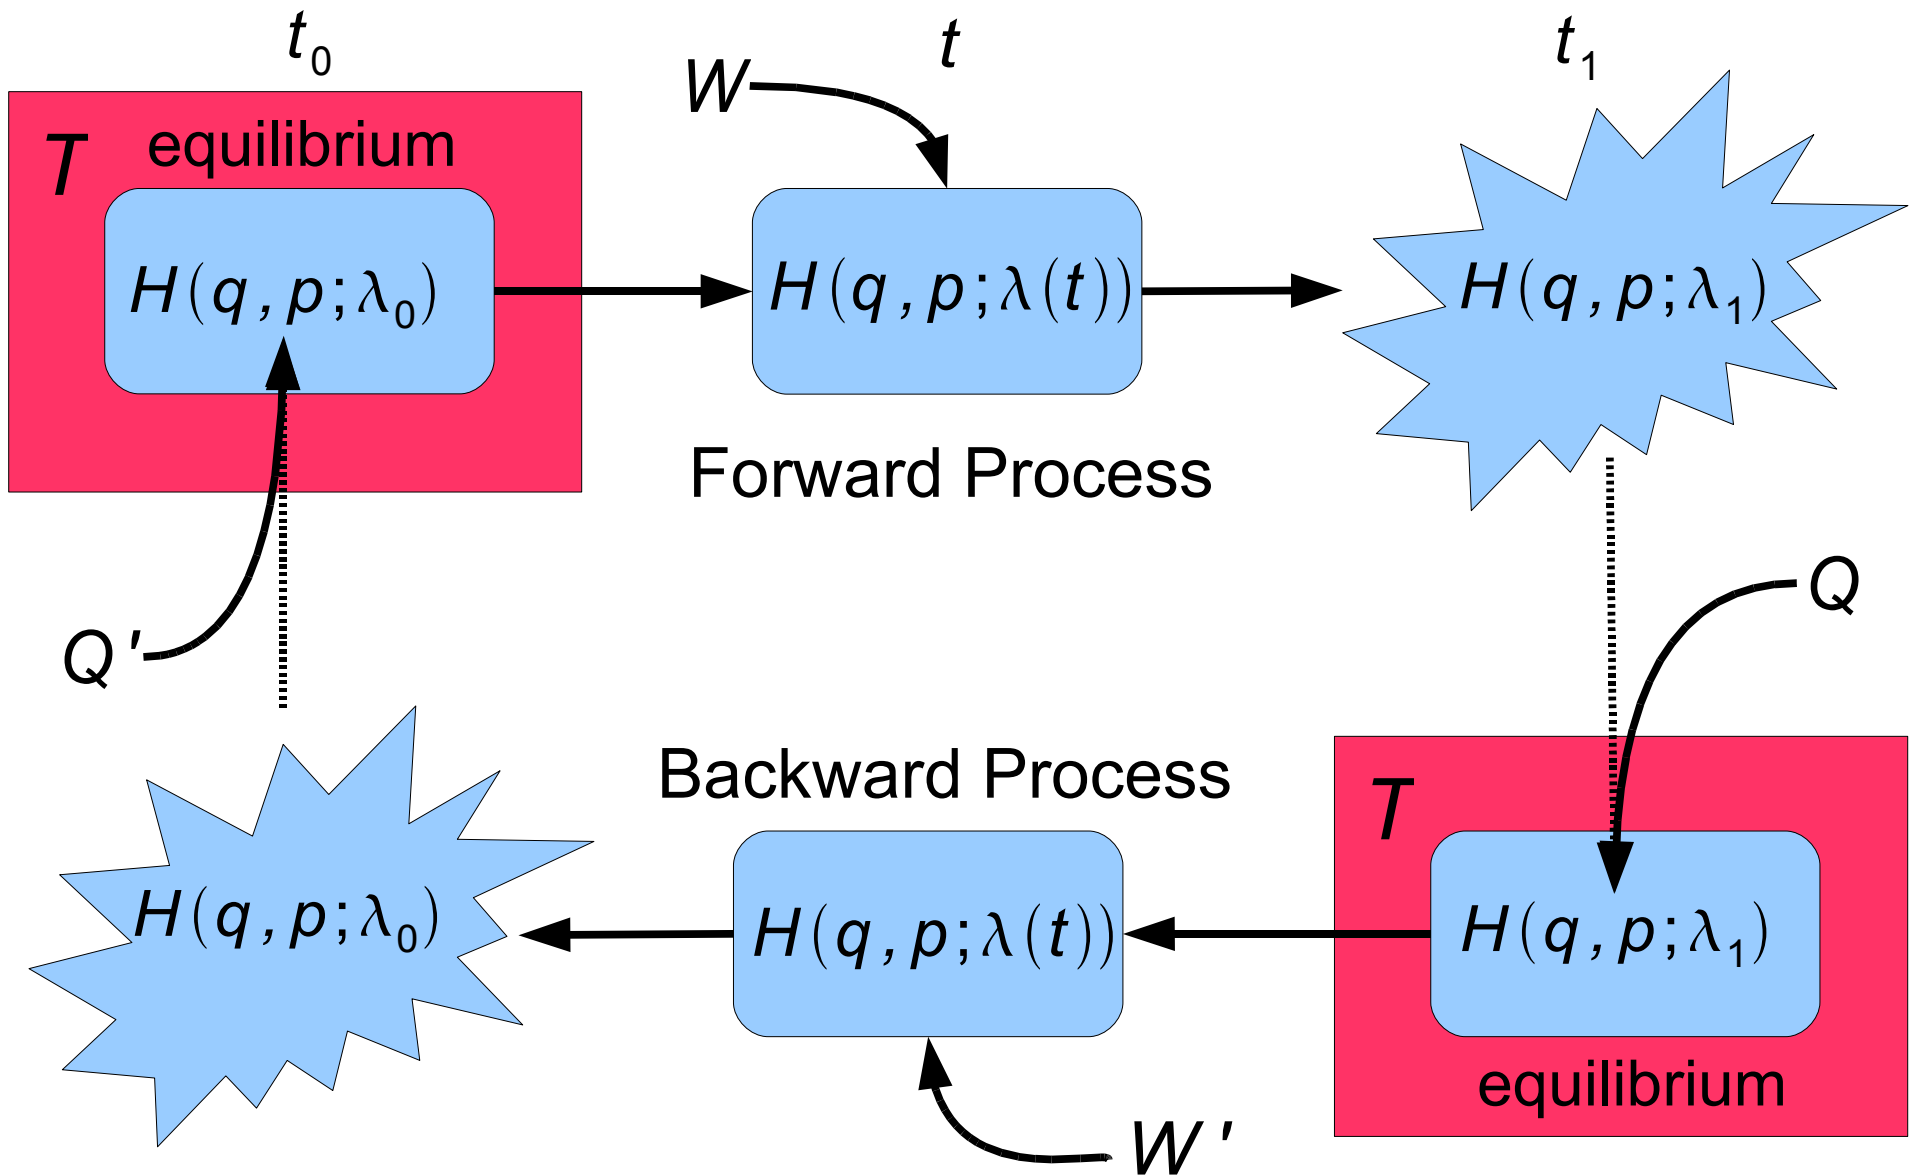 t₀
t
t₁
W
T
equilibrium
H(q,p;λ₀)
H(q,p;λ(t))
H(q,p;λ₁)
Forward Process
Q
Q'
Backward Process
T
H(q,p;λ₀)
H(q,p;λ(t))
H(q,p;λ₁)
equilibrium
W'